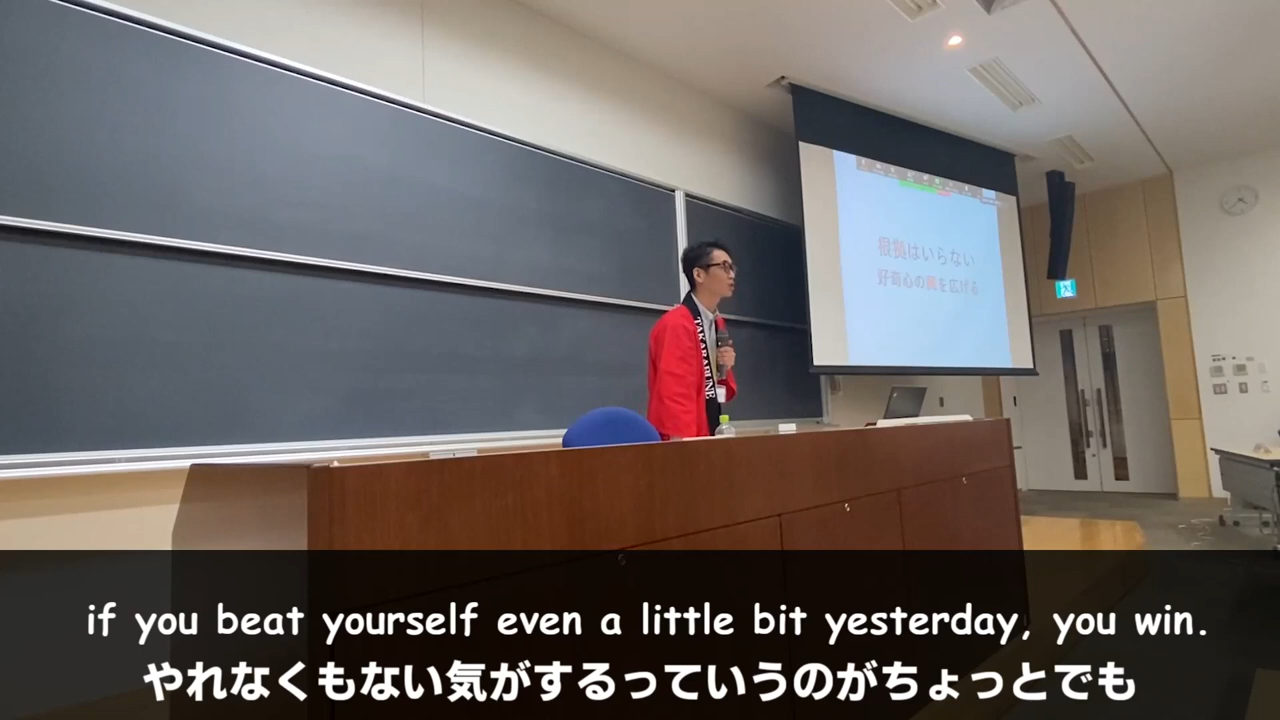 根拠はいらない
好奇心の翼を広げる
TAKARABUNE
if you beat yourself even a little bit yesterday, you win.
やれなくもない気がするっていうのがちょっとでも